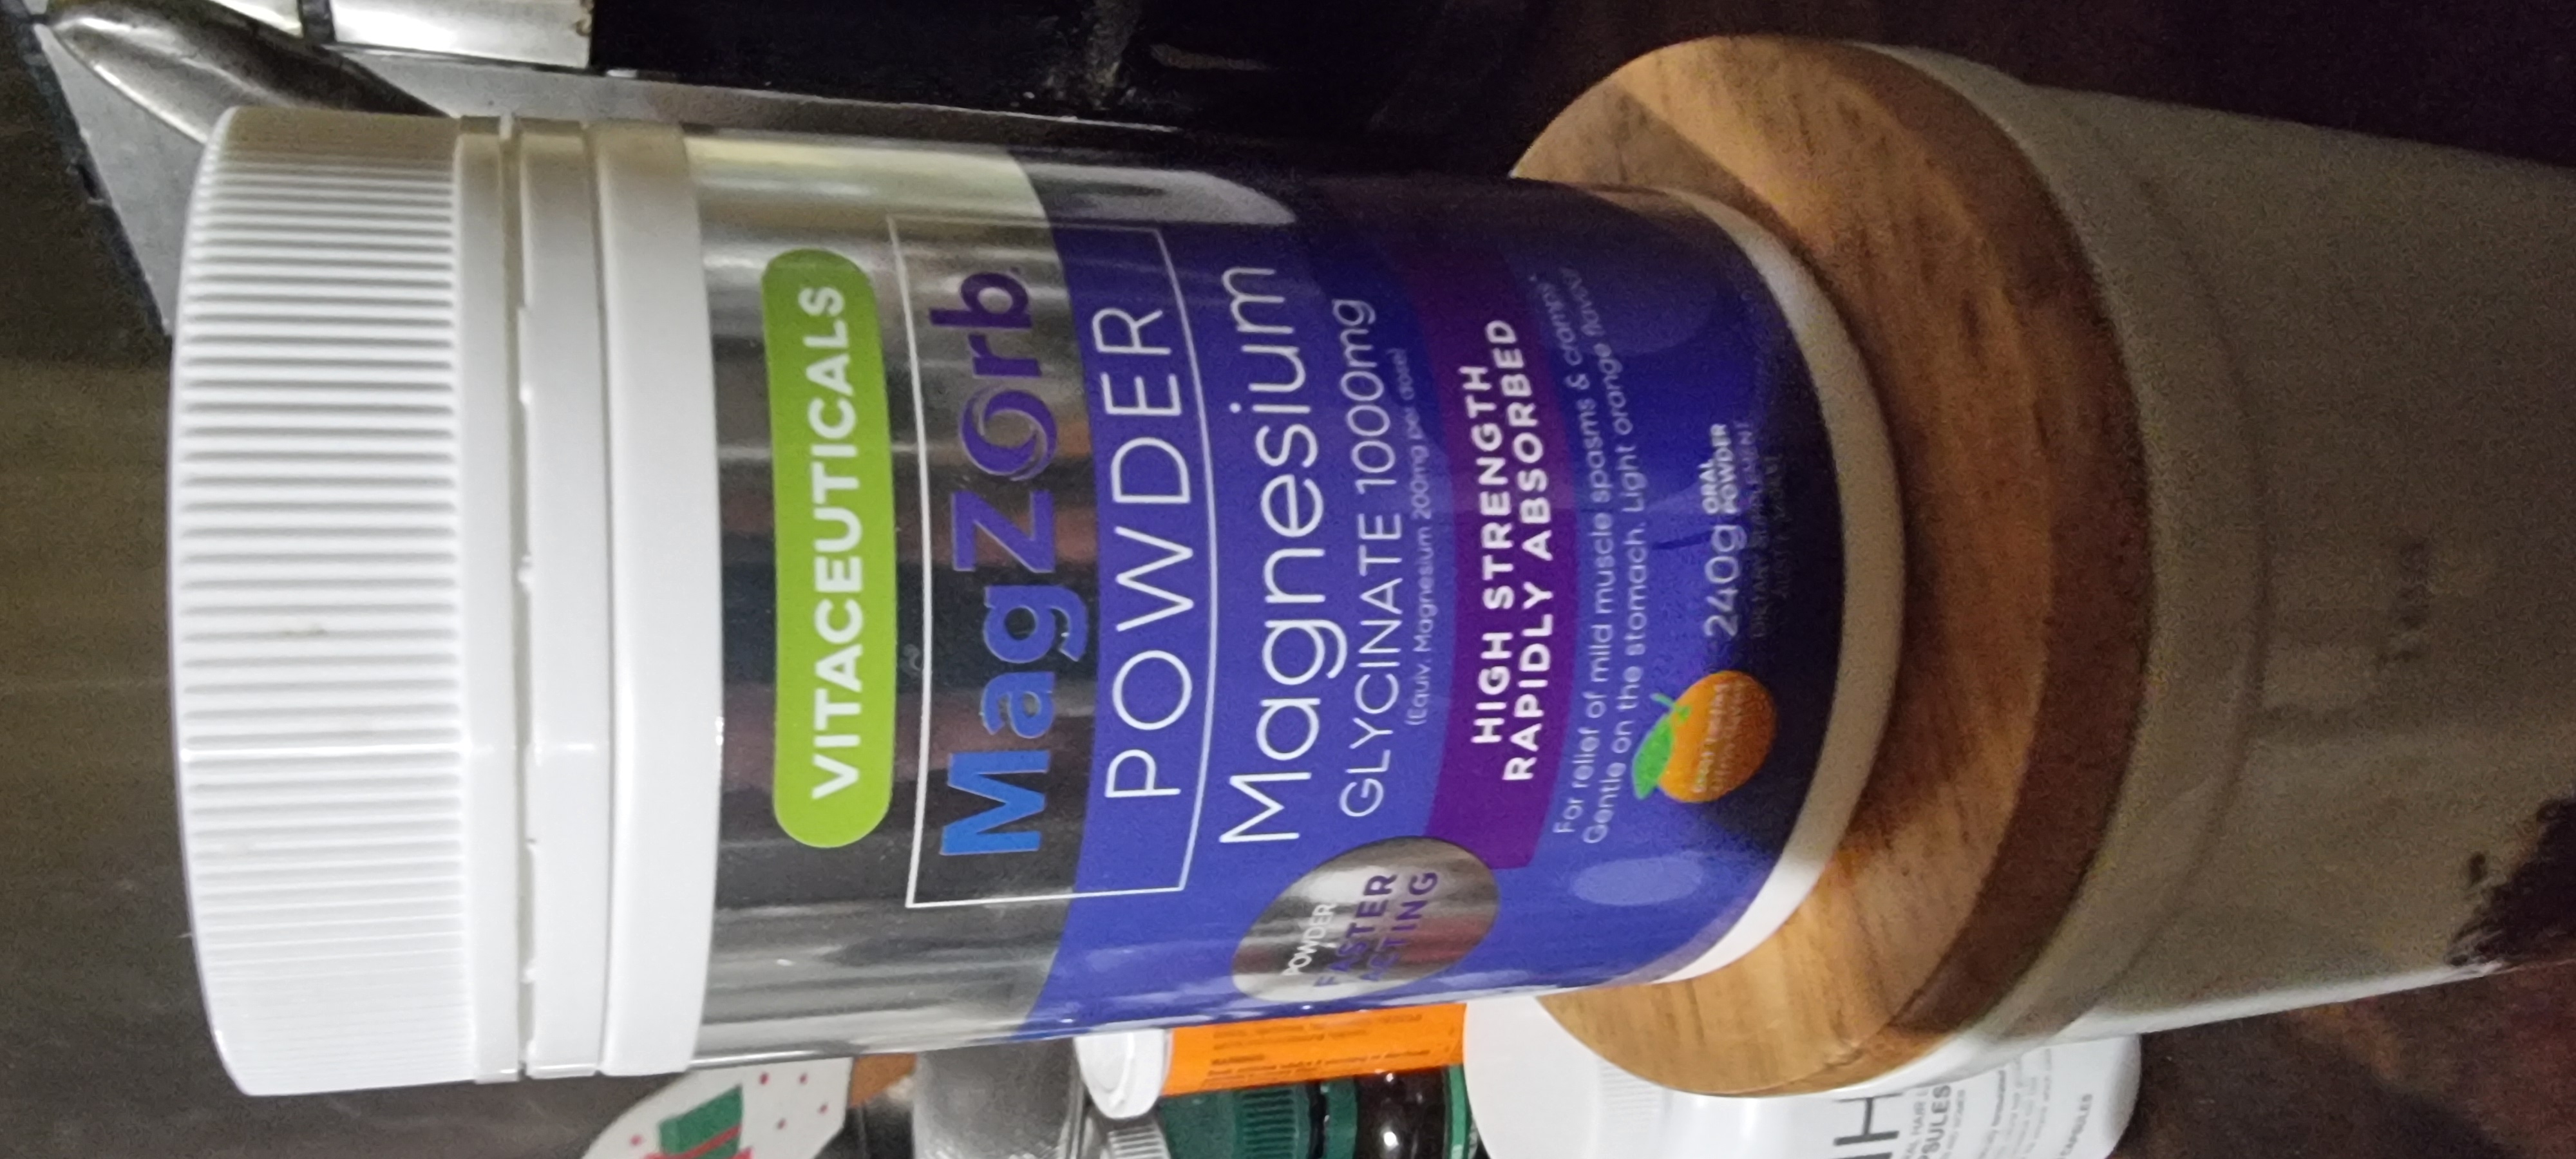 VITACEUTICALS
MagZorb
POWDER
Magnesium
GLYCINATE 1000mg
(Equiv. Magnesium 200mg per dose)
POWDER
FASTER
ACTING
HIGH STRENGTH
RAPIDLY ABSORBED
For relief of mild muscle spasms & cramps*
Gentle on the stomach. Light orange flavour
240g ORAL
POWDER
CAPSULES